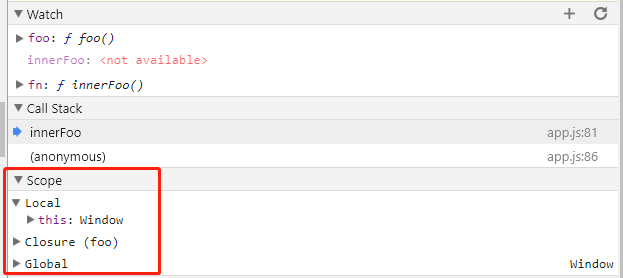 Watch
foo: ƒ foo()
innerFoo: <not available>
fn: ƒ innerFoo()
Call Stack
innerFoo app.js:81
(anonymous) app.js:86
Scope
Local
this: Window
Closure (foo)
Global Window